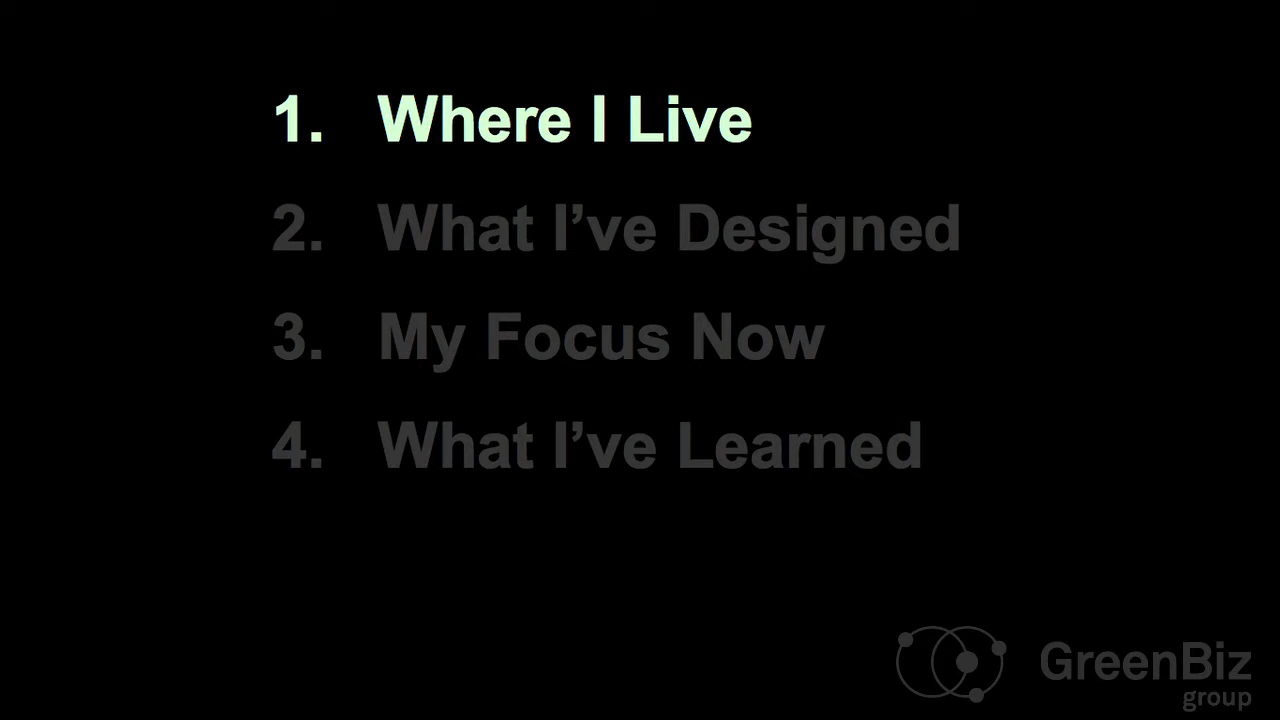 1. Where I Live
2. What I’ve Designed
3. My Focus Now
4. What I’ve Learned
GreenBiz
group